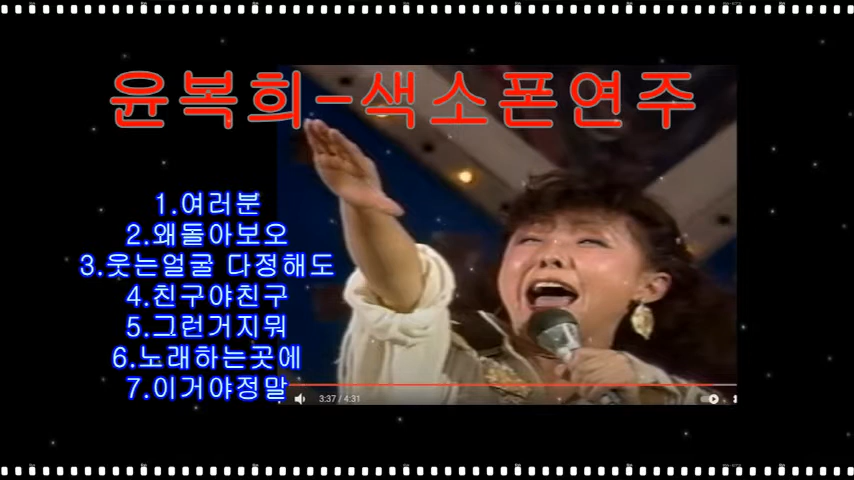 윤복희-색소폰연주
1.여러분
2.왜돌아보오
3.웃는얼굴 다정해도
4.친구야친구
5.그런거지뭐
6.노래하는곳에
7.이거야정말
3:37 / 4:31